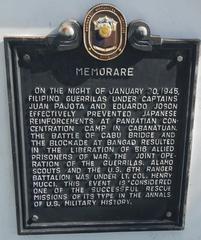 MEMORARE
ON THE NIGHT OF JANUARY 30, 1945,
FILIPINO GUERRILAS UNDER CAPTAINS
JUAN PAJOTA AND EDUARDO JOSON
EFFECTIVELY PREVENTED JAPANESE
REINFORCEMENTS AT PANGATIAN CON-
CENTRATION CAMP IN CABANATUAN.
THE BATTLE OF CABU BRIDGE AND
THE BLOCKADE AT BANGAD RESULTED
IN THE LIBERATION OF 516 ALLIED
PRISONERS OF WAR. THE JOINT OPE-
RATIONS OF THE GUERRILAS, ALAMO
SCOUTS AND THE U.S. 6TH RANGER
BATTALION WAS UNDER LT. COL. HENRY
MUCCI. THIS EVENT IS CONSIDERED
ONE OF THE SUCCESSFUL RESCUE
MISSIONS OF ITS TYPE IN THE ANNALS
OF U.S. MILITARY HISTORY.